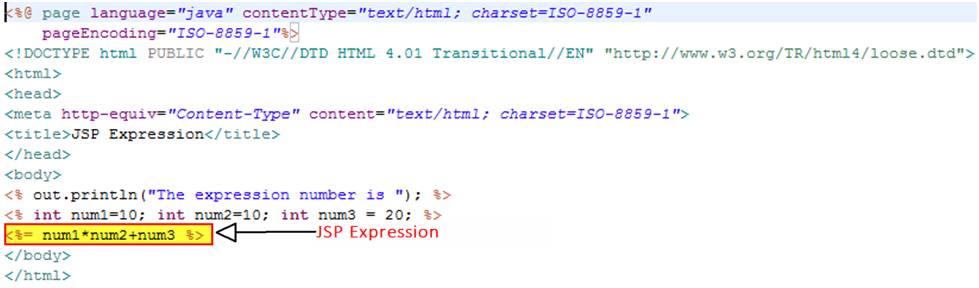 <%@ page language="java" contentType="text/html; charset=ISO-8859-1"
    pageEncoding="ISO-8859-1"%>
<!DOCTYPE html PUBLIC "-//W3C//DTD HTML 4.01 Transitional//EN" "http://www.w3.org/TR/html4/loose.dtd">
<html>
<head>
<meta http-equiv="Content-Type" content="text/html; charset=ISO-8859-1">
<title>JSP Expression</title>
</head>
<body>
<% out.println("The expression number is "); %>
<% int num1=10; int num2=10; int num3 = 20; %>
<%= num1*num2+num3 %> JSP Expression
</body>
</html>